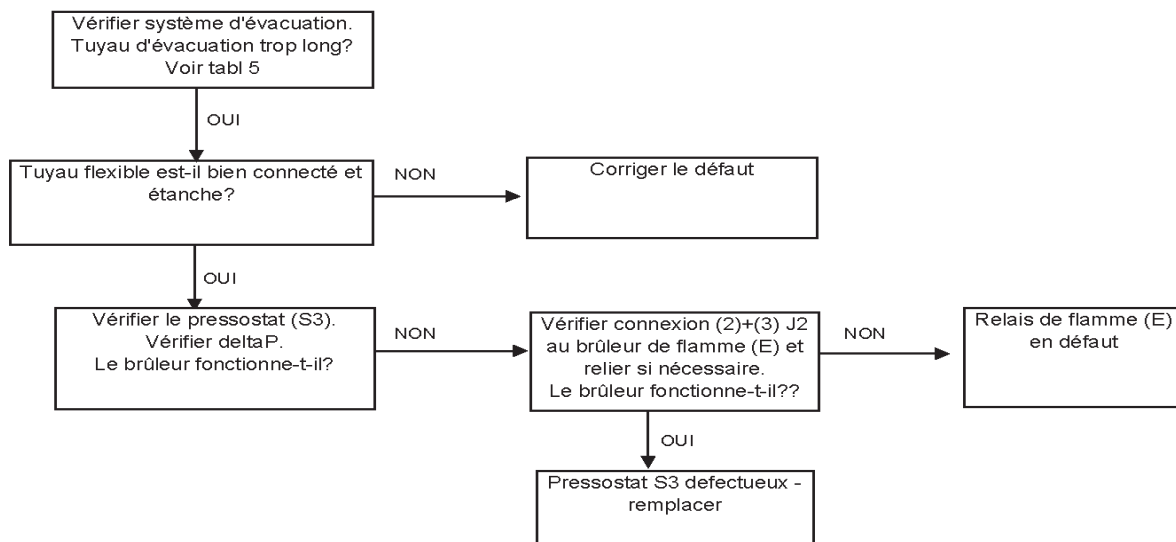 Vérifier système d'évacuation.
Tuyau d'évacuation trop long?
Voir tabl 5
OUI
Tuyau flexible est-il bien connecté et
étanche?
NON
Corriger le défaut
OUI
Vérifier le pressostat (S3).
Vérifier deltaP.
Le brûleur fonctionne-t-il?
NON
Vérifier connexion (2)+(3) J2
au brûleur de flamme (E) et
relier si nécessaire.
Le brûleur fonctionne-t-il??
NON
Relais de flamme (E)
en défaut
OUI
Pressostat S3 defectueux -
remplacer